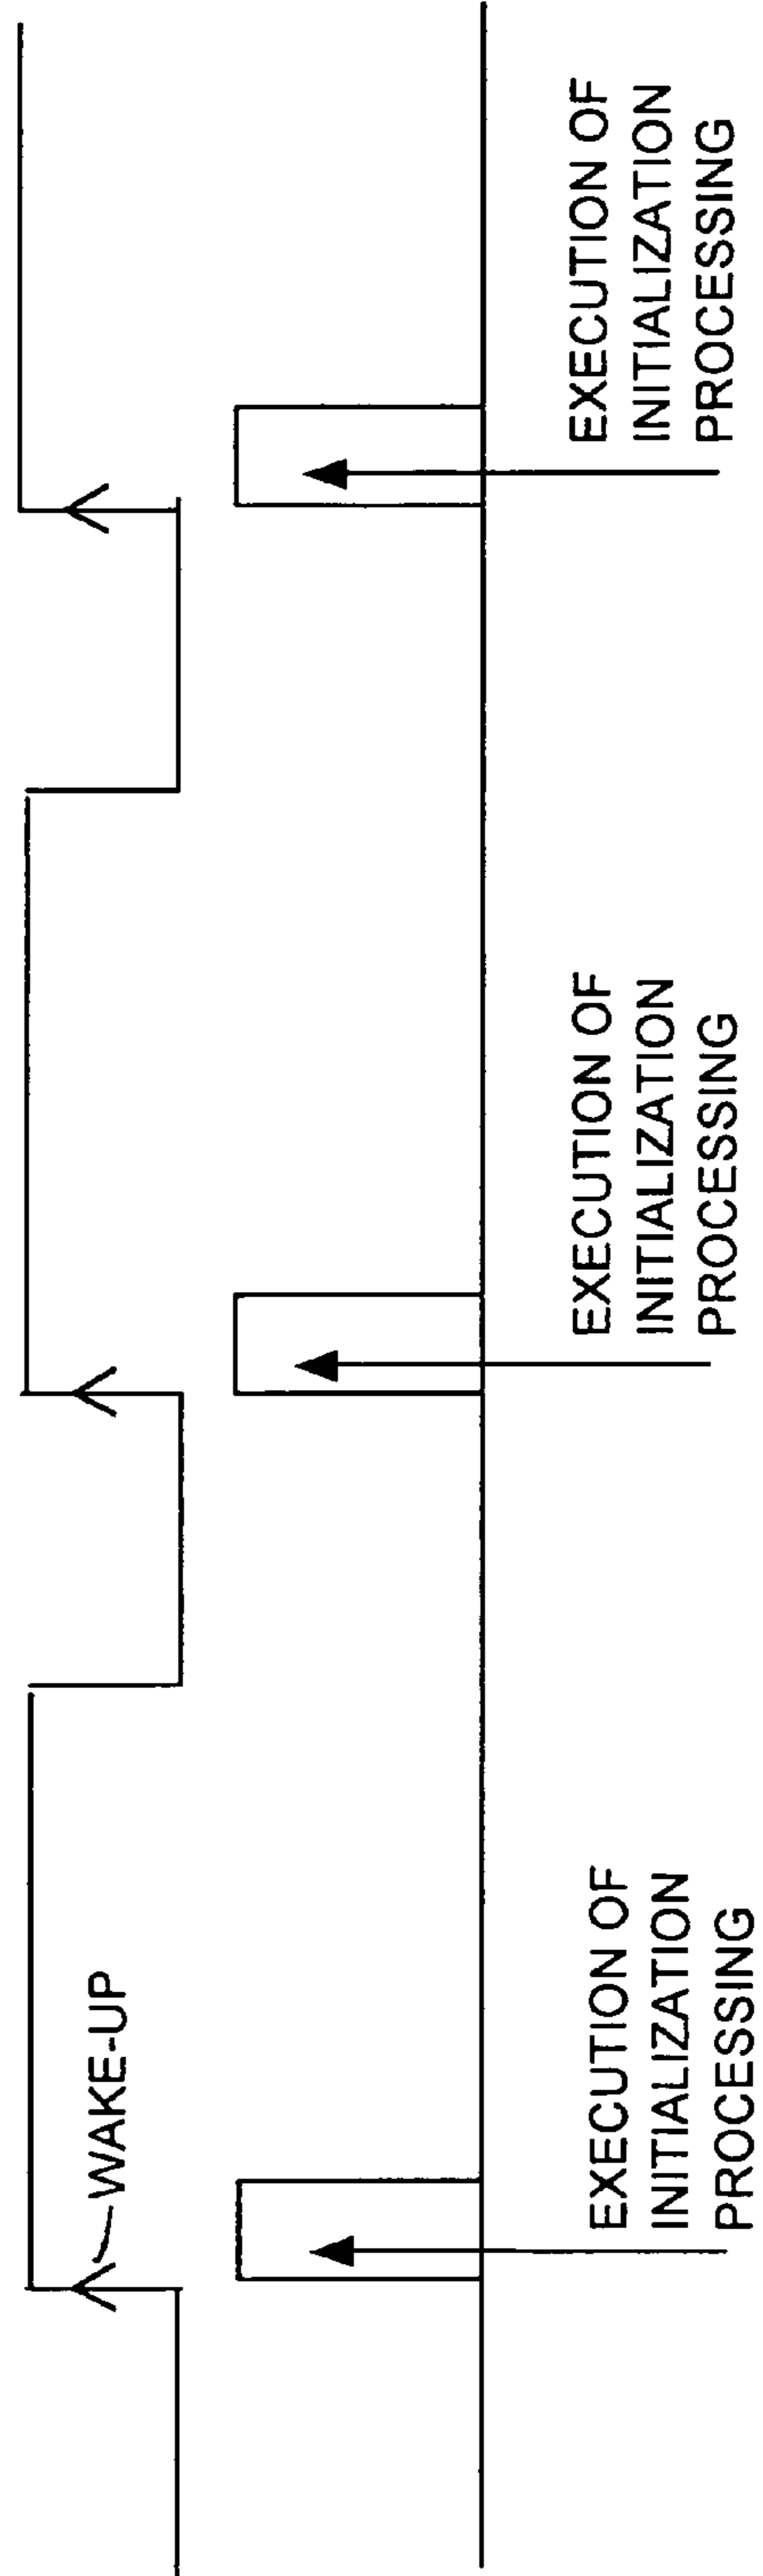 WAKE-UP
EXECUTION OF
INITIALIZATION
PROCESSING
EXECUTION OF
INITIALIZATION
PROCESSING
EXECUTION OF
INITIALIZATION
PROCESSING